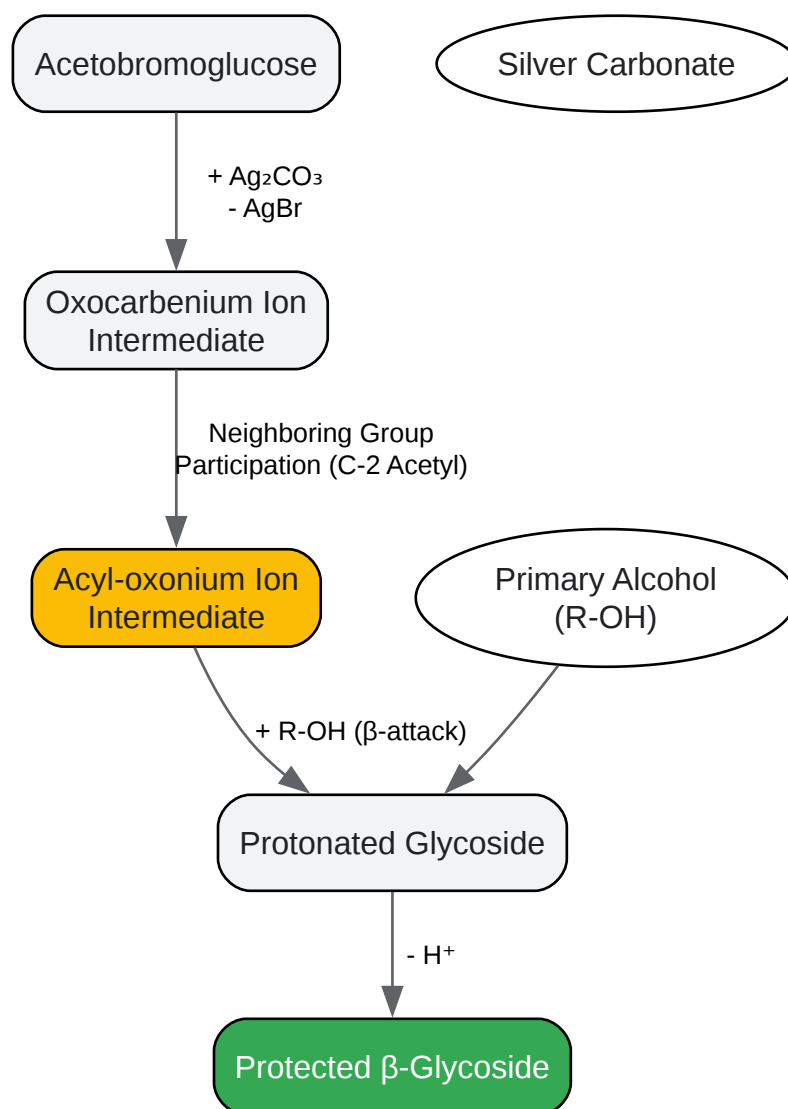 Acetobromoglucose
Silver Carbonate
+ Ag₂CO₃
- AgBr
Oxocarbenium Ion
Intermediate
Neighboring Group
Participation (C-2 Acetyl)
Acyl-oxonium Ion
Intermediate
Primary Alcohol
(R-OH)
+ R-OH (β-attack)
Protonated Glycoside
- H⁺
Protected β-Glycoside